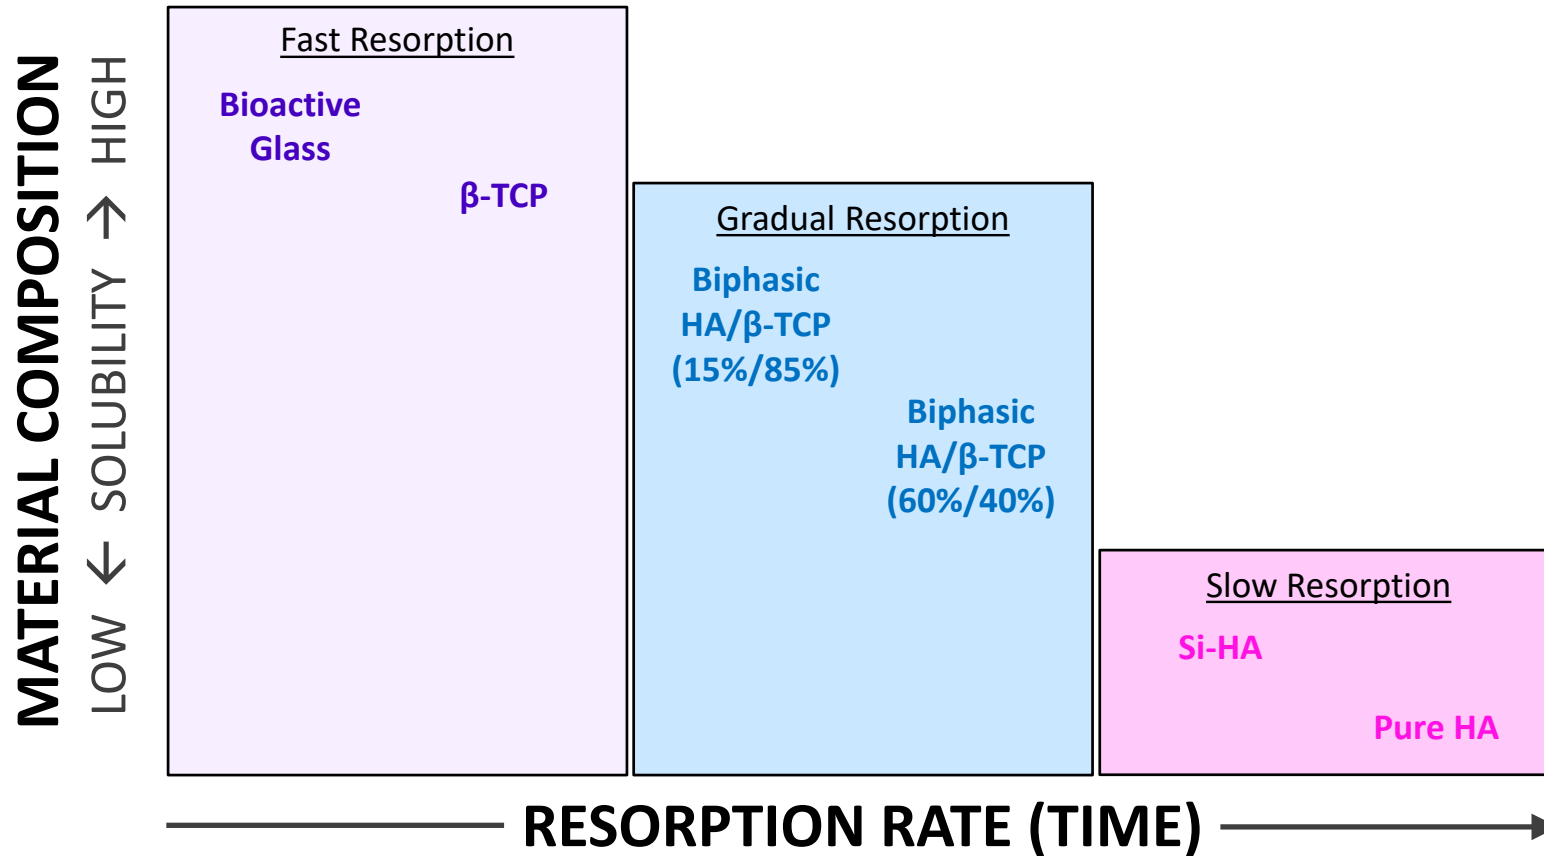 MATERIAL COMPOSITION
LOW ← SOLUBILITY → HIGH
Fast Resorption
Bioactive
Glass
β-TCP
Gradual Resorption
Biphasic
HA/β-TCP
(15%/85%)
Biphasic
HA/β-TCP
(60%/40%)
Slow Resorption
Si-HA
Pure HA
RESORPTION RATE (TIME)